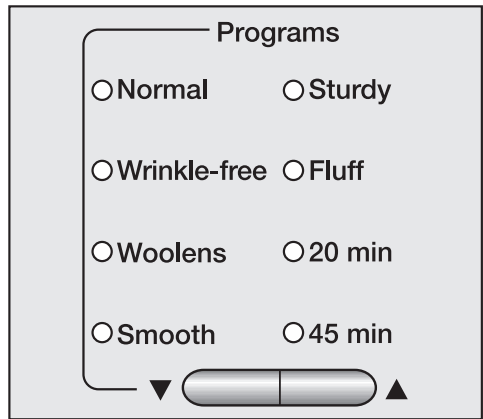 Programs
Normal
Sturdy
Wrinkle-free
Fluff
Woolens
20 min
Smooth
45 min